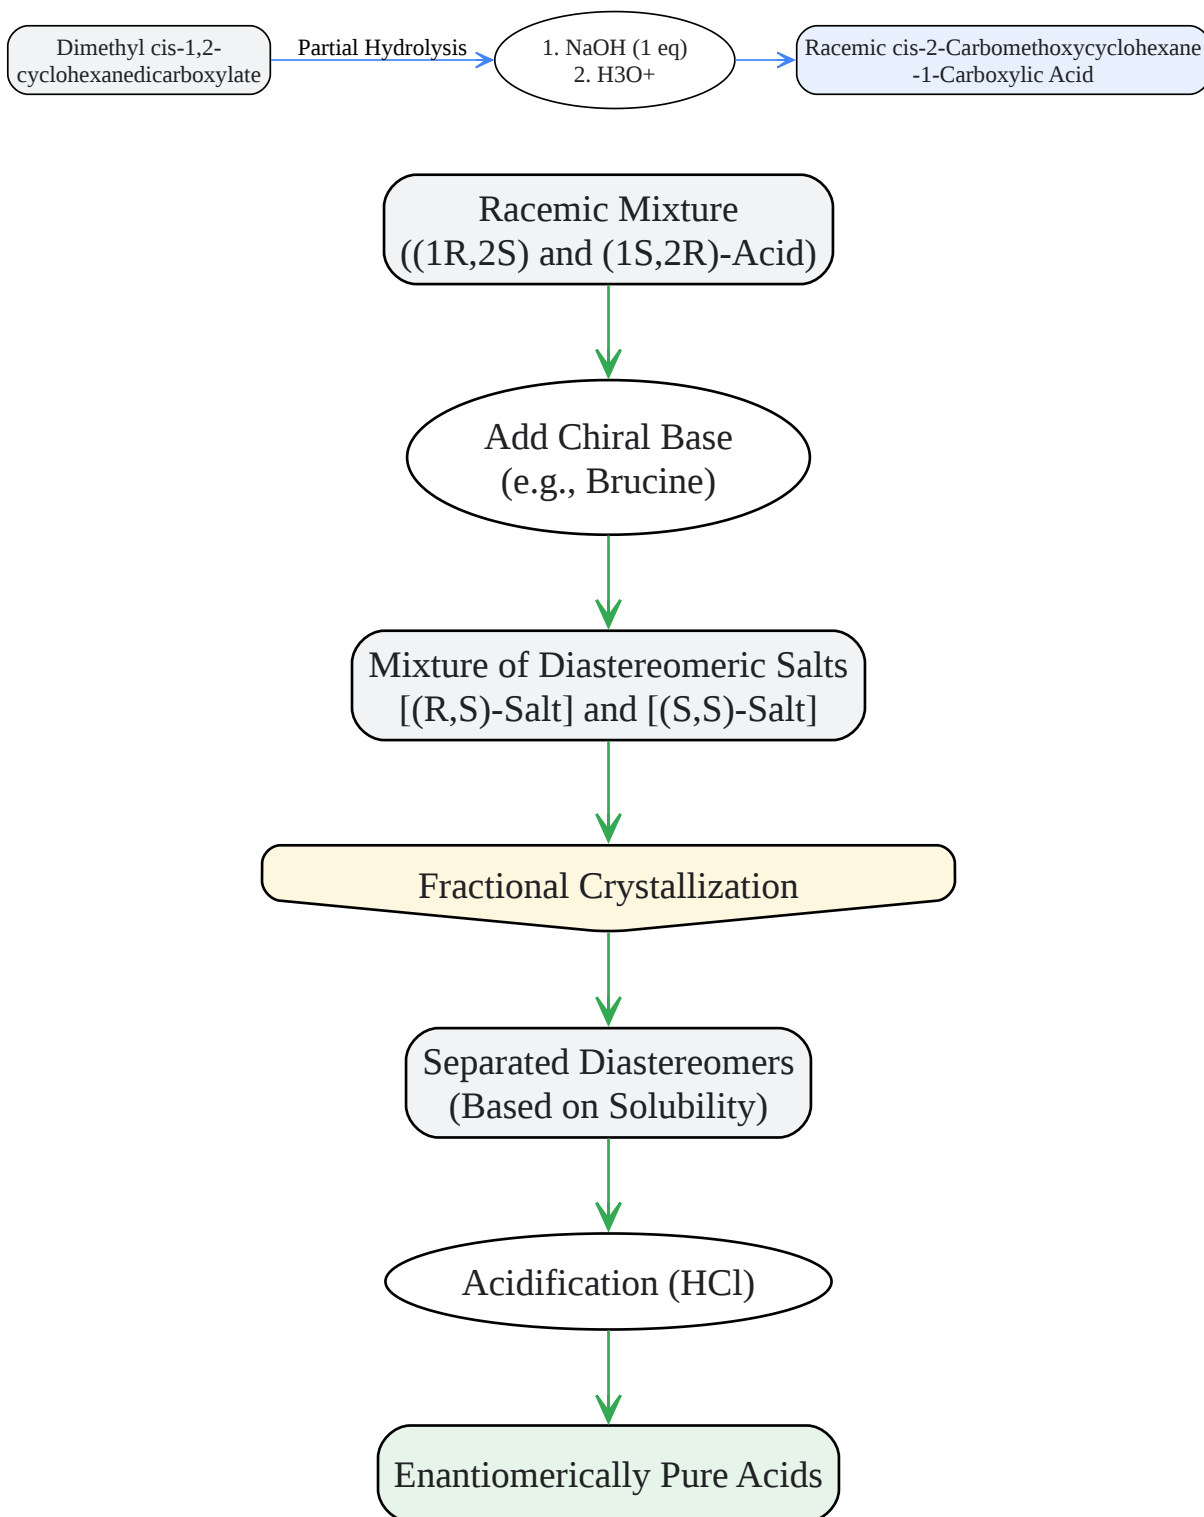 Dimethyl cis-1,2-
cyclohexanedicarboxylate
Partial Hydrolysis
1. NaOH (1 eq)
2. H3O+
Racemic cis-2-Carbomethoxycyclohexane
-1-Carboxylic Acid
Racemic Mixture
((1R,2S) and (1S,2R)-Acid)
Add Chiral Base
(e.g., Brucine)
Mixture of Diastereomeric Salts
[(R,S)-Salt] and [(S,S)-Salt]
Fractional Crystallization
Separated Diastereomers
(Based on Solubility)
Acidification (HCl)
Enantiomerically Pure Acids